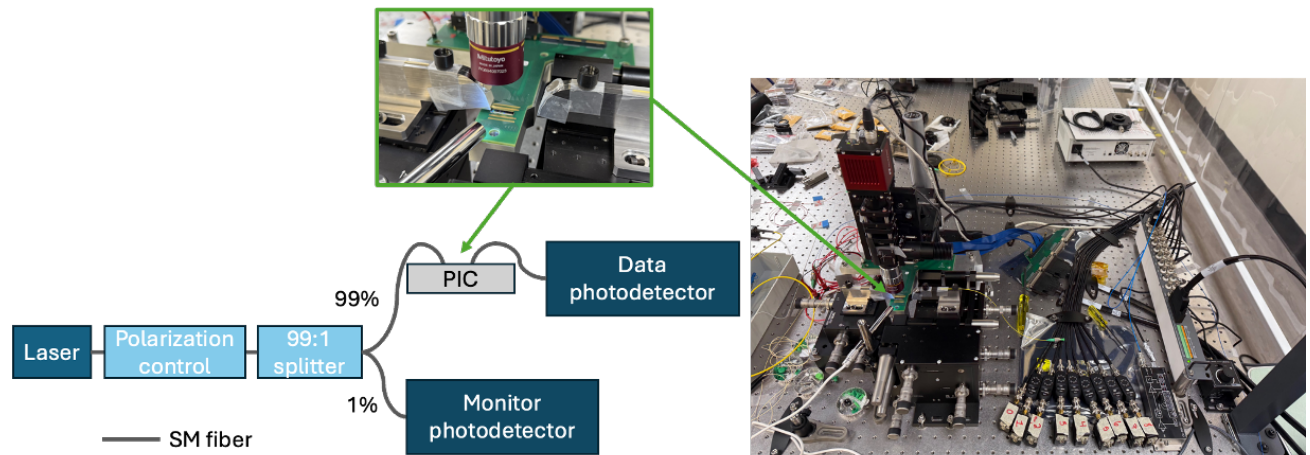 Mitutoyo
99%
PIC
Data
photodetector
Laser
Polarization
control
99:1
splitter
1%
Monitor
photodetector
SM fiber